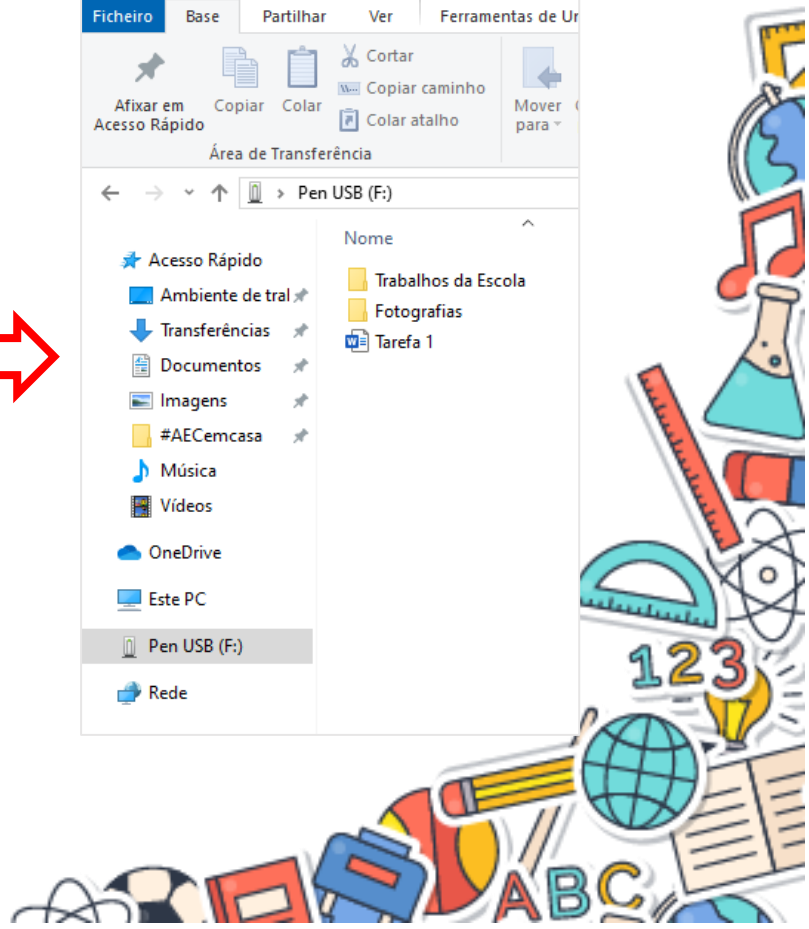 Ficheiro Base Partilhar Ver Ferramentas de Ur
Cortar
Copiar caminho
Colar atalho
Afixar em
Acesso Rápido
Copiar
Colar
Mover
para
Área de Transferência
Pen USB (F:)
Nome
Acesso Rápido
Ambiente de tral
Transferências
Documentos
Imagens
#AECemcasa
Música
Vídeos
OneDrive
Este PC
Pen USB (F:)
Rede
Trabalhos da Escola
Fotografias
Tarefa 1
123
ABC